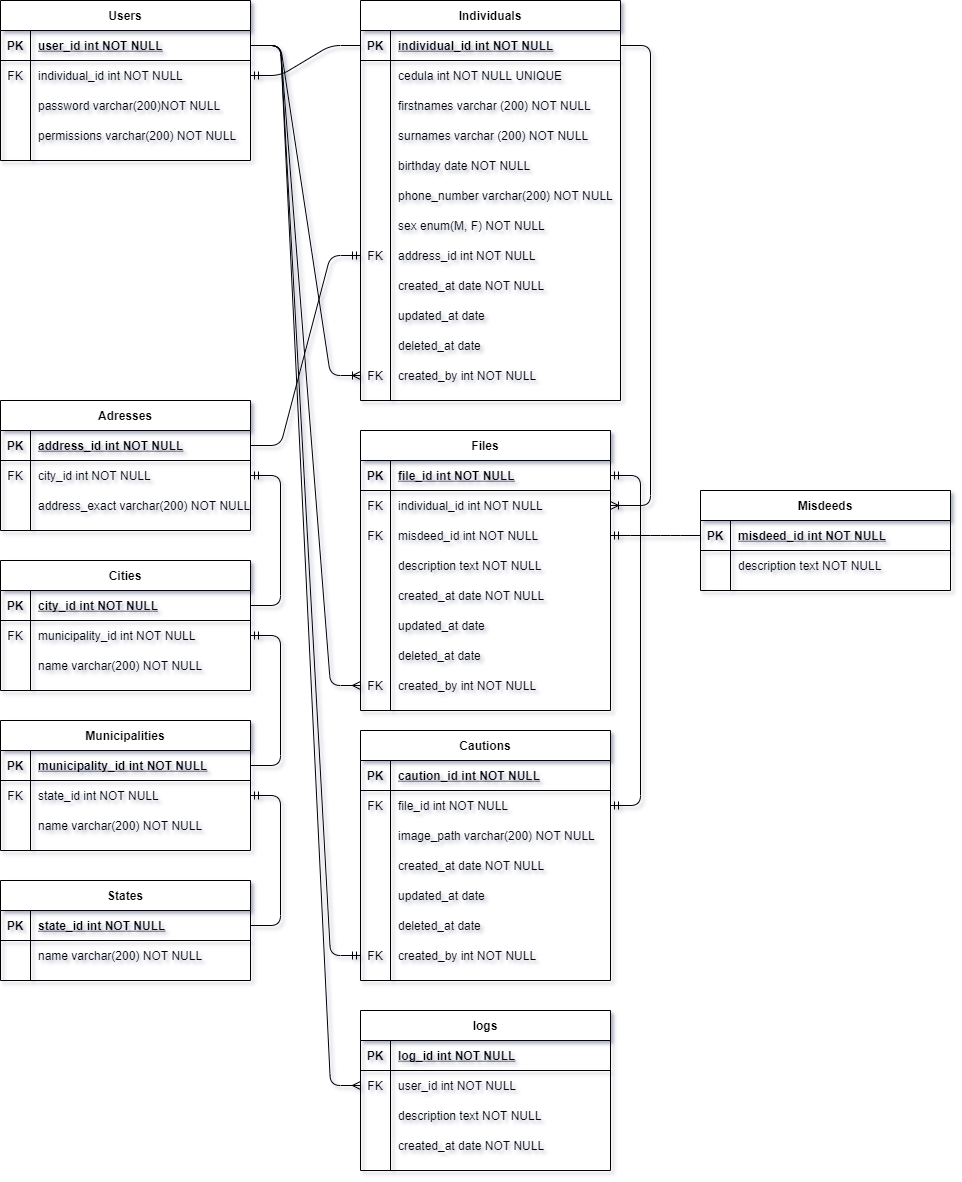 Users
PK user_id int NOT NULL
FK individual_id int NOT NULL
password varchar(200)NOT NULL
permissions varchar(200) NOT NULL
Individuals
PK individual_id int NOT NULL
cedula int NOT NULL UNIQUE
firstnames varchar (200) NOT NULL
surnames varchar (200) NOT NULL
birthday date NOT NULL
phone_number varchar(200) NOT NULL
sex enum(M, F) NOT NULL
FK address_id int NOT NULL
created_at date NOT NULL
updated_at date
deleted_at date
FK created_by int NOT NULL
Adresses
PK address_id int NOT NULL
FK city_id int NOT NULL
address_exact varchar(200) NOT NULL
Cities
PK city_id int NOT NULL
FK municipality_id int NOT NULL
name varchar(200) NOT NULL
Municipalities
PK municipality_id int NOT NULL
FK state_id int NOT NULL
name varchar(200) NOT NULL
States
PK state_id int NOT NULL
name varchar(200) NOT NULL
Files
PK file_id int NOT NULL
FK individual_id int NOT NULL
FK misdeed_id int NOT NULL
description text NOT NULL
created_at date NOT NULL
updated_at date
deleted_at date
FK created_by int NOT NULL
Misdeeds
PK misdeed_id int NOT NULL
description text NOT NULL
Cautions
PK caution_id int NOT NULL
FK file_id int NOT NULL
image_path varchar(200) NOT NULL
created_at date NOT NULL
updated_at date
deleted_at date
FK created_by int NOT NULL
logs
PK log_id int NOT NULL
FK user_id int NOT NULL
description text NOT NULL
created_at date NOT NULL